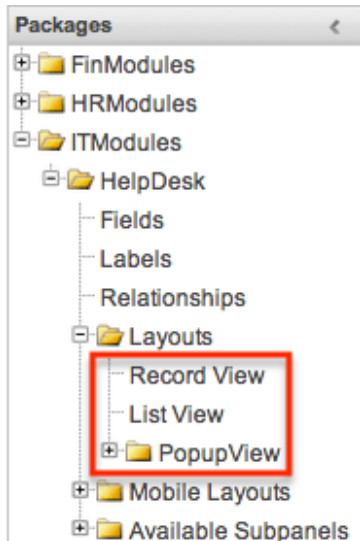 Packages
FinModules
HRModules
ITModules
HelpDesk
Fields
Labels
Relationships
Layouts
Record View
List View
PopupView
Mobile Layouts
Available Subpanels